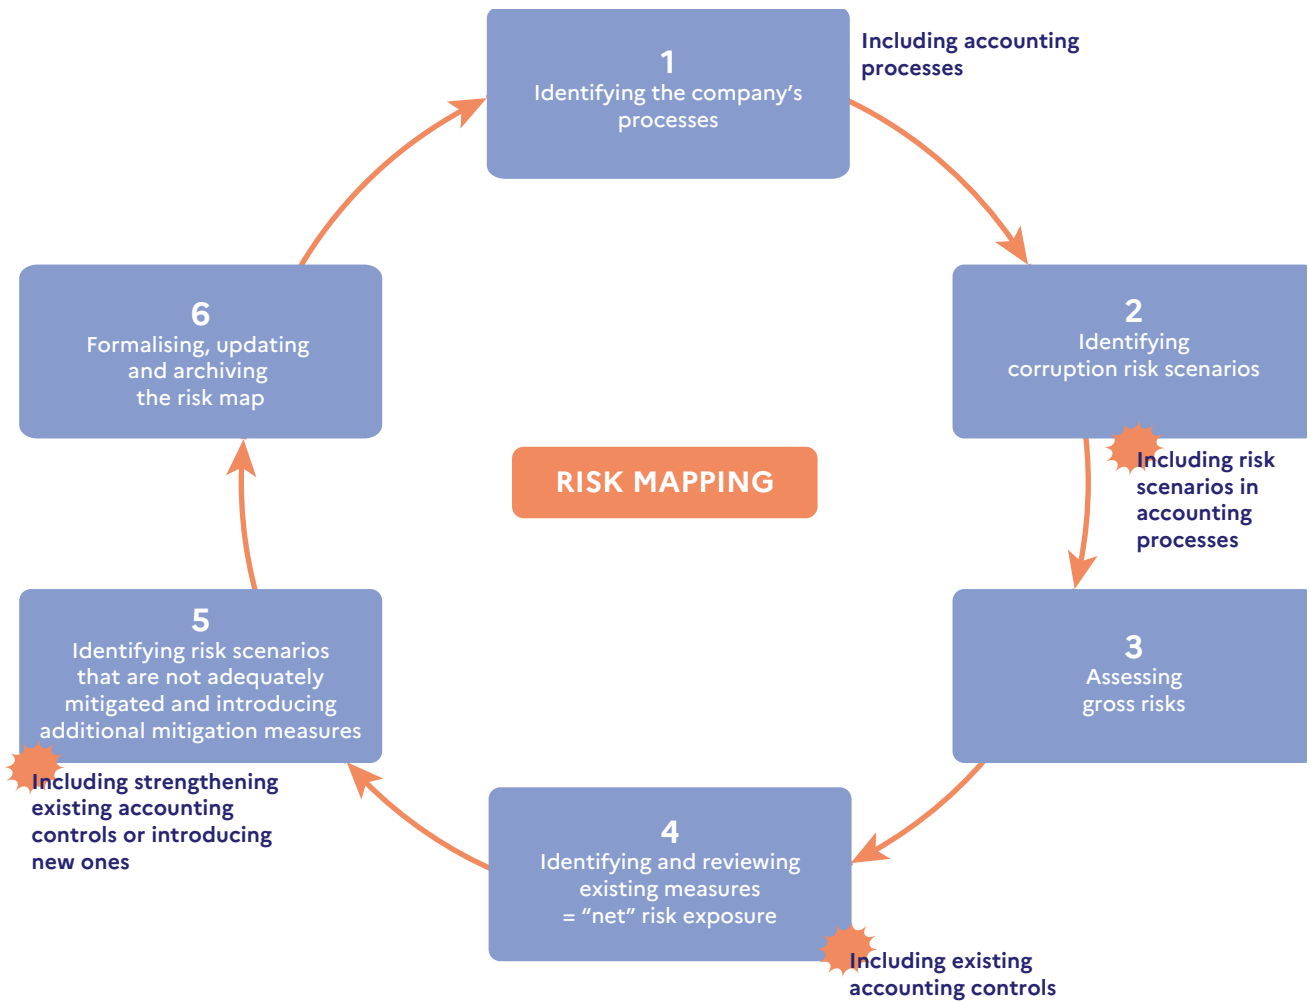 1
Identifying the company's
processes
Including accounting
processes
2
Identifying
corruption risk scenarios
Including risk
scenarios in
accounting
processes
3
Assessing
gross risks
4
Identifying and reviewing
existing measures
= “net” risk exposure
Including existing
accounting controls
5
Identifying risk scenarios
that are not adequately
mitigated and introducing
additional mitigation measures
Including strengthening
existing accounting
controls or introducing
new ones
6
Formalising, updating
and archiving
the risk map
RISK MAPPING